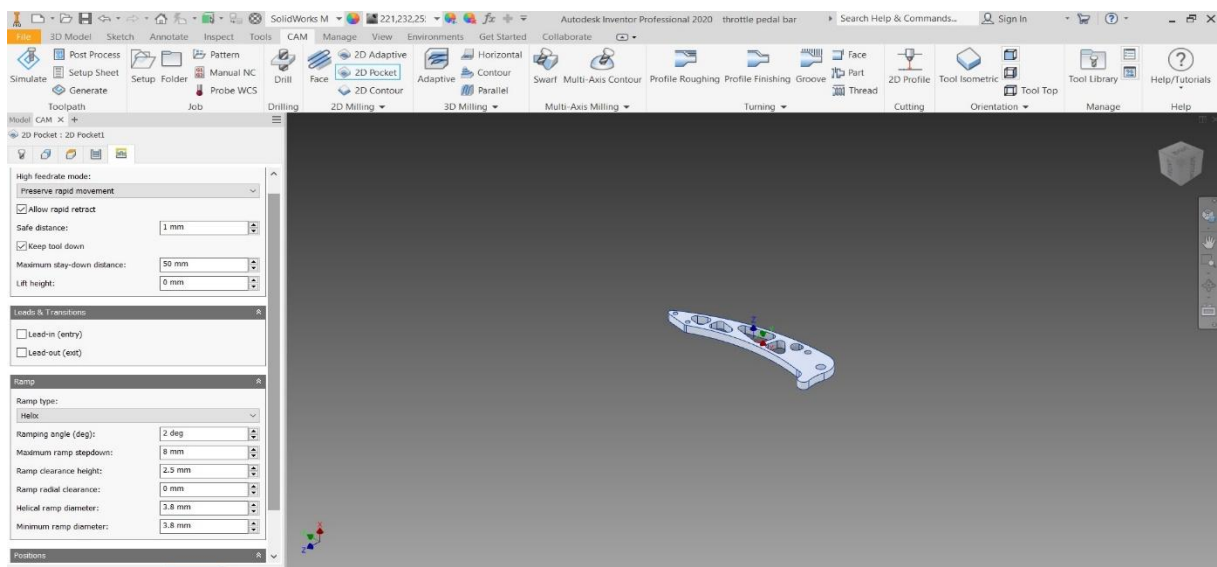 SolidWorks M
221,232,25:
fx
Autodesk Inventor Professional 2020 throttle pedal bar
Search Help & Commands...
Sign In
File 3D Model Sketch Annotate Inspect Tools CAM Manage View Environments Get Started Collaborate
Simulate
Post Process
Setup Sheet
Generate
Toolpath
Setup Folder
Pattern
Manual NC
Probe WCS
Job
Drill
Drilling
Face
2D Adaptive
2D Pocket
2D Contour
2D Milling
Adaptive
Horizontal
Contour
Parallel
3D Milling
Swarf Multi-Axis Contour
Multi-Axis Milling
Profile Roughing Profile Finishing Groove
Face
Part
Thread
Turning
2D Profile
Cutting
Tool Isometric
Tool Top
Orientation
Tool Library
Manage
Help/Tutorials
Help
Model CAM × +
2D Pocket : 2D Pocket1
High feedrate mode:
Preserve rapid movement
Allow rapid retract
Safe distance: 1 mm
Keep tool down
Maximum stay-down distance: 50 mm
Lift height: 0 mm
Leads & Transitions
Lead-in (entry)
Lead-out (exit)
Ramp
Ramp type:
Helix
Ramping angle (deg): 2 deg
Maximum ramp stepdown: 8 mm
Ramp clearance height: 2.5 mm
Ramp radial clearance: 0 mm
Helical ramp diameter: 3.8 mm
Minimum ramp diameter: 3.8 mm
Positions
Z
X
Z